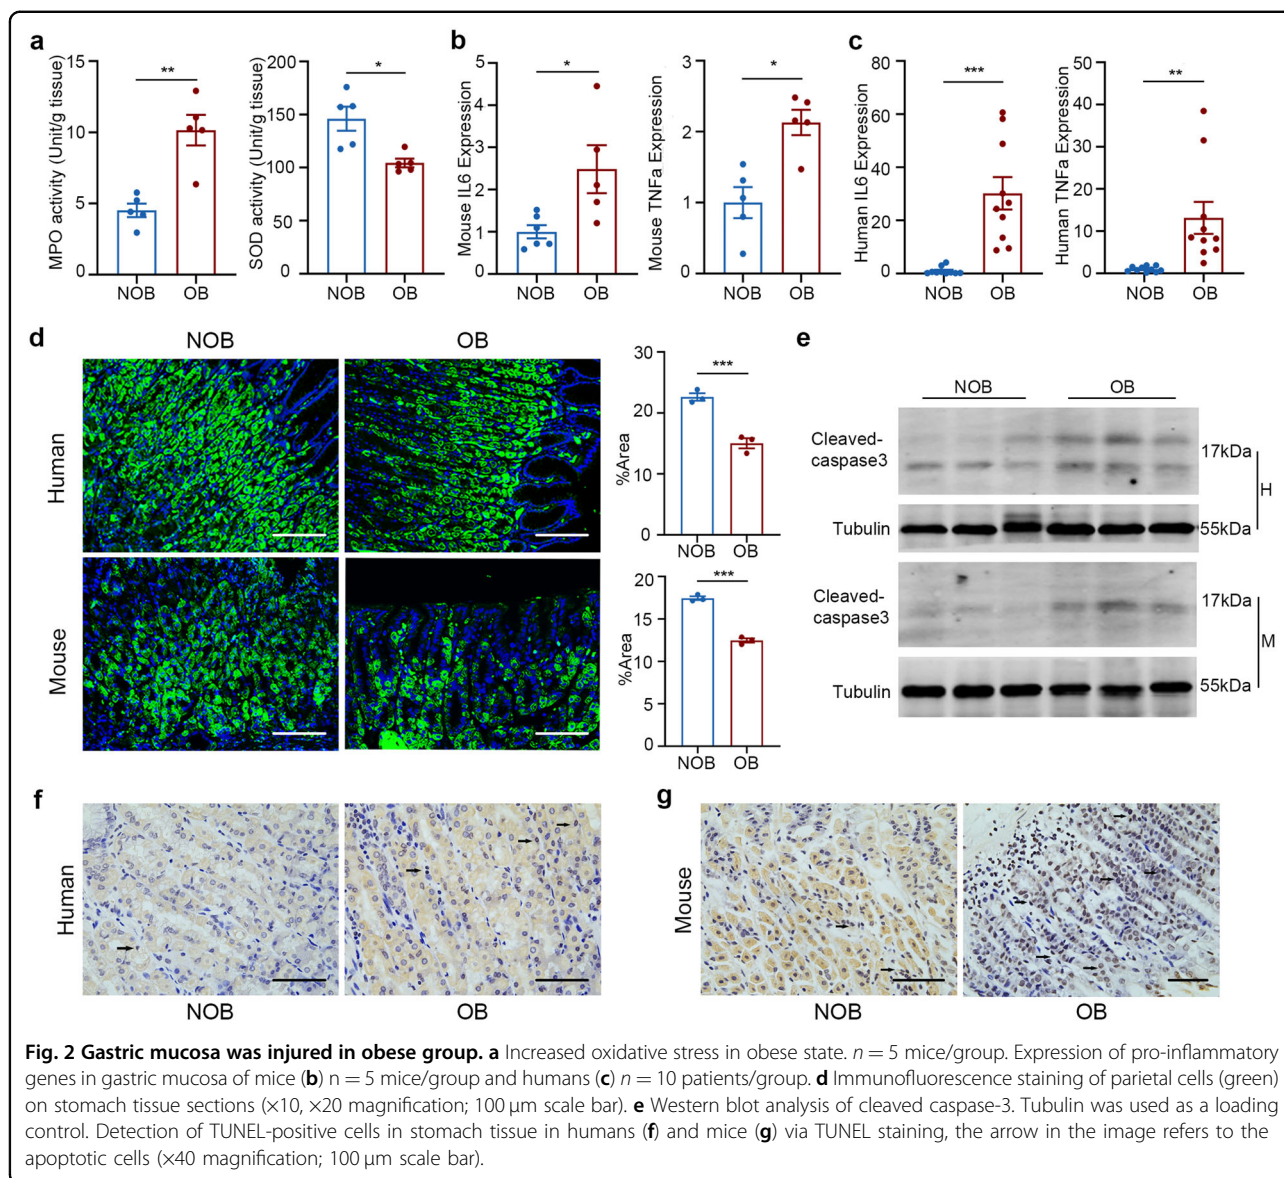 a
MPO activity (Unit/g tissue)
15
10
5
0
**
NOB OB
SOD activity (Unit/g tissue)
200
150
100
50
0
*
NOB OB
b
Mouse IL6 Expression
5
4
3
2
1
0
*
NOB OB
Mouse TNFa Expression
3
2
1
0
*
NOB OB
c
Human IL6 Expression
80
60
40
20
0
***
NOB OB
Human TNFa Expression
50
40
30
20
10
0
**
NOB OB
d
NOB OB
Human
Mouse
%Area
30
20
10
0
***
NOB OB
%Area
20
15
10
5
0
***
NOB OB
e
NOB OB
Cleaved-
caspase3
17kDa
H
Tubulin 55kDa
Cleaved-
caspase3
17kDa
M
Tubulin 55kDa
f
Human
NOB OB
g
Mouse
NOB OB
Fig. 2 Gastric mucosa was injured in obese group. a Increased oxidative stress in obese state. n = 5 mice/group. Expression of pro-inflammatory
genes in gastric mucosa of mice (b) n = 5 mice/group and humans (c) n = 10 patients/group. d Immunofluorescence staining of parietal cells (green)
on stomach tissue sections (×10, ×20 magnification; 100 μm scale bar). e Western blot analysis of cleaved caspase-3. Tubulin was used as a loading
control. Detection of TUNEL-positive cells in stomach tissue in humans (f) and mice (g) via TUNEL staining, the arrow in the image refers to the
apoptotic cells (×40 magnification; 100 μm scale bar).